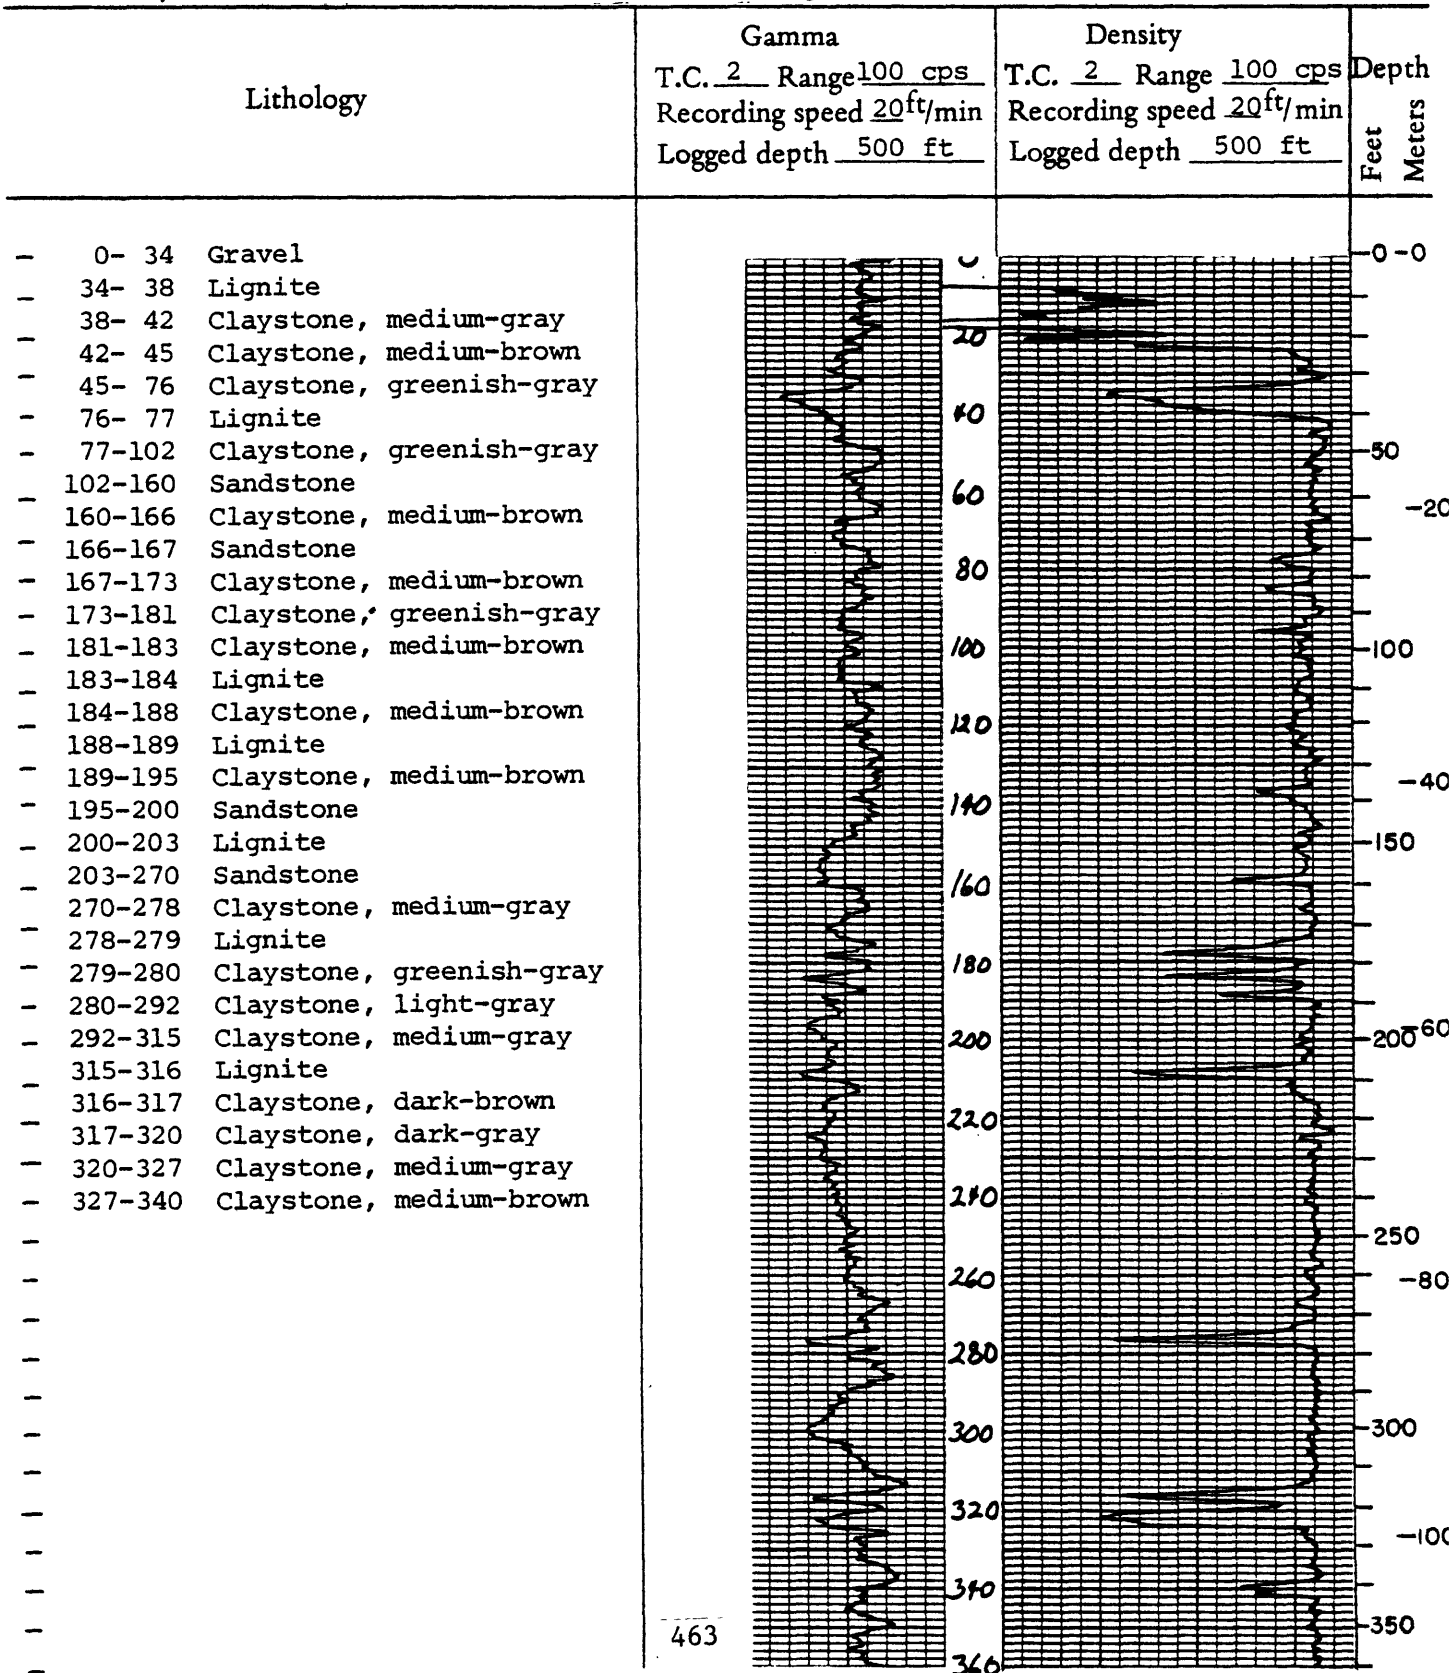 Lithology
Gamma
T.C. 2 Range 100 cps
Recording speed 20 ft/min
Logged depth 500 ft
Density
T.C. 2 Range 100 cps
Recording speed 20 ft/min
Logged depth 500 ft
Depth
Feet
Meters
0- 34 Gravel
34- 38 Lignite
38- 42 Claystone, medium-gray
42- 45 Claystone, medium-brown
45- 76 Claystone, greenish-gray
76- 77 Lignite
77-102 Claystone, greenish-gray
102-160 Sandstone
160-166 Claystone, medium-brown
166-167 Sandstone
167-173 Claystone, medium-brown
173-181 Claystone, greenish-gray
181-183 Claystone, medium-brown
183-184 Lignite
184-188 Claystone, medium-brown
188-189 Lignite
189-195 Claystone, medium-brown
195-200 Sandstone
200-203 Lignite
203-270 Sandstone
270-278 Claystone, medium-gray
278-279 Lignite
279-280 Claystone, greenish-gray
280-292 Claystone, light-gray
292-315 Claystone, medium-gray
315-316 Lignite
316-317 Claystone, dark-brown
317-320 Claystone, dark-gray
320-327 Claystone, medium-gray
327-340 Claystone, medium-brown
20
40
60
80
100
120
140
160
180
200
220
240
260
280
300
320
340
360
0
50
100
150
200
250
300
350
0
20
40
60
80
100
463